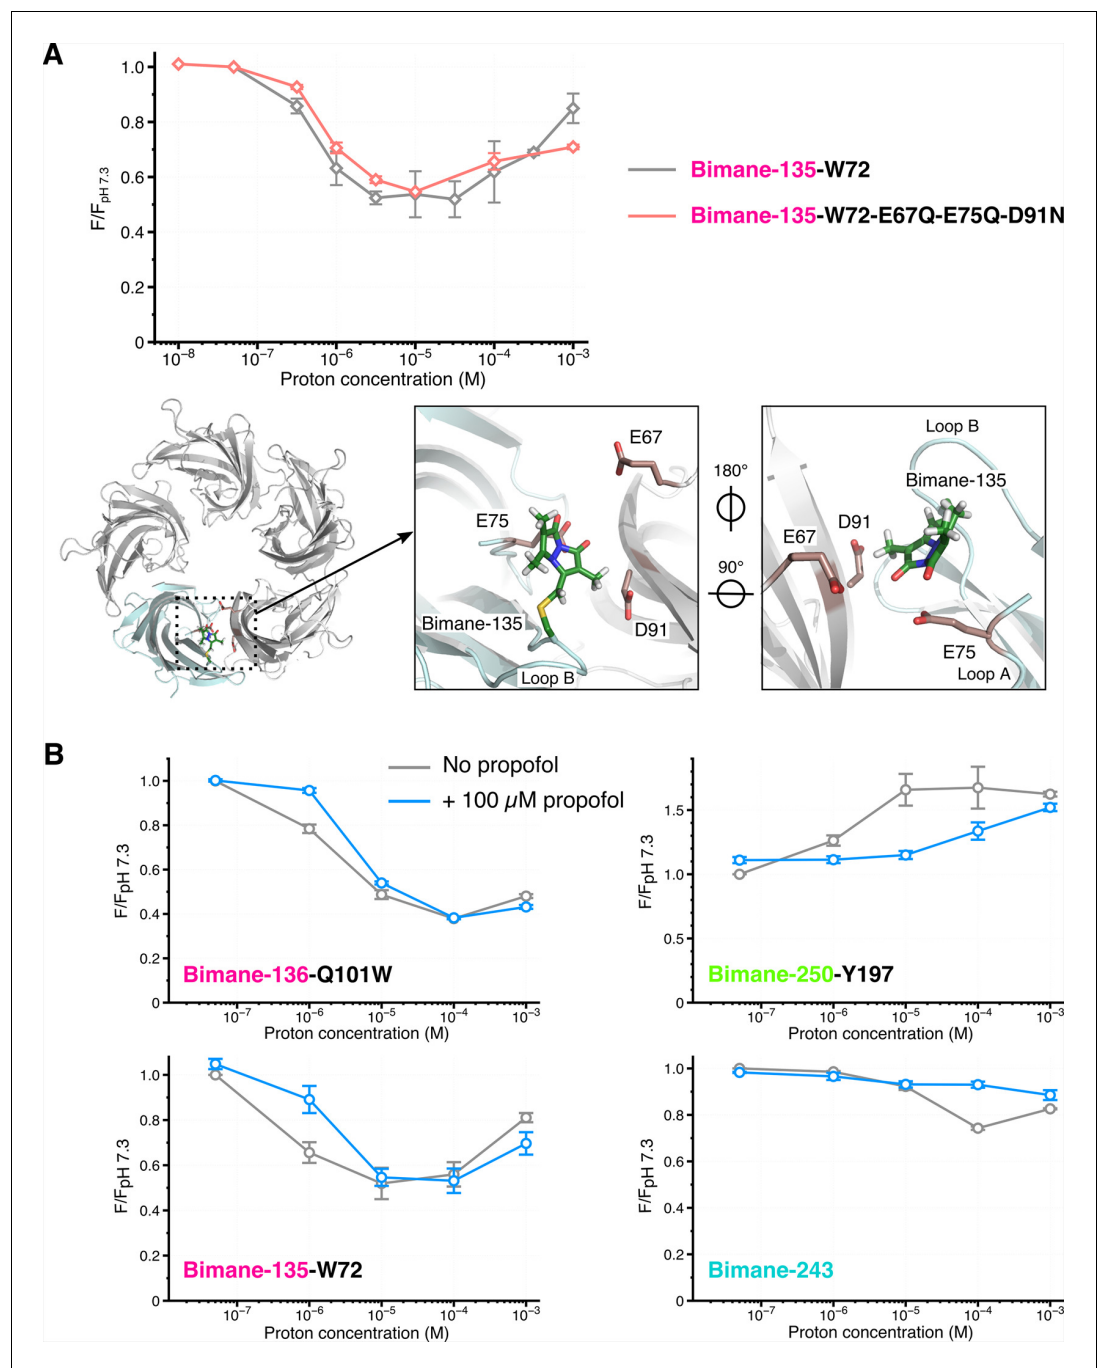 A
1.0
0.8
0.6
0.4
0.2
0
F/FpH 7.3
10−8 10−7 10−6 10−5 10−4 10−3
Proton concentration (M)
Bimane-135-W72
Bimane-135-W72-E67Q-E75Q-D91N
E67
E75
Bimane-135
D91
Loop B
180°
90°
Loop B
Bimane-135
D91
E67
E75
Loop A
B
No propofol
+ 100 µM propofol
1.0
0.8
0.6
0.4
0.2
0
F/FpH 7.3
Bimane-136-Q101W
10−7 10−6 10−5 10−4 10−3
Proton concentration (M)
1.5
1.0
0.5
0
F/FpH 7.3
Bimane-250-Y197
10−7 10−6 10−5 10−4 10−3
Proton concentration (M)
1.0
0.8
0.6
0.4
0.2
0
F/FpH 7.3
Bimane-135-W72
10−7 10−6 10−5 10−4 10−3
Proton concentration (M)
1.0
0.8
0.6
0.4
0.2
0
F/FpH 7.3
Bimane-243
10−7 10−6 10−5 10−4 10−3
Proton concentration (M)